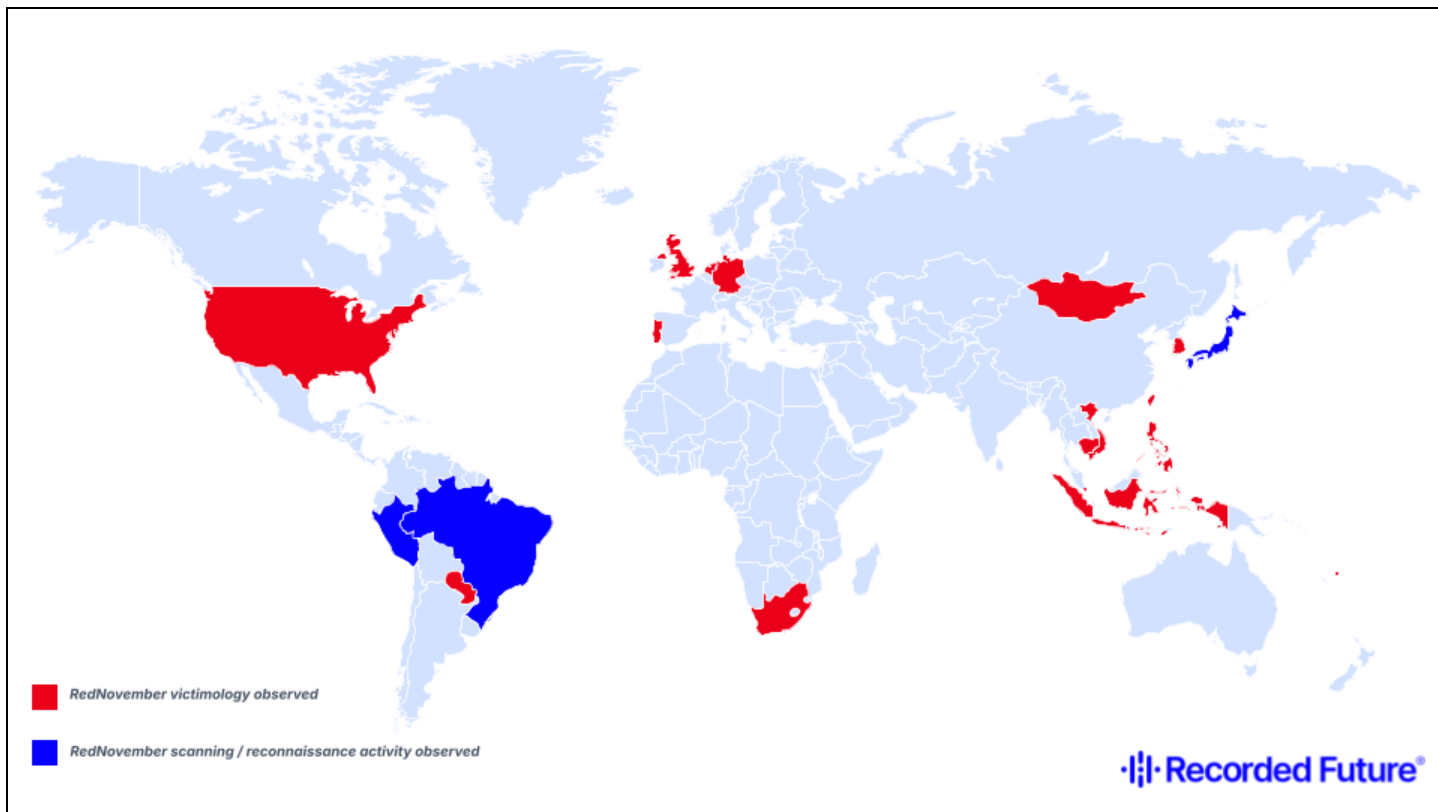 RedNovember victimology observed
RedNovember scanning / reconnaissance activity observed
Recorded Future®